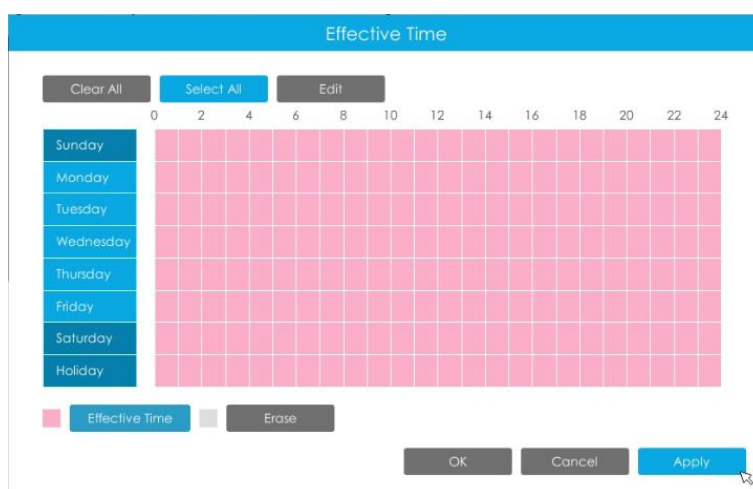 Effective Time
Clear All Select All Edit
0 2 4 6 8 10 12 14 16 18 20 22 24
Sunday
Monday
Tuesday
Wednesday
Thursday
Friday
Saturday
Holiday
Effective Time Erase
OK Cancel Apply